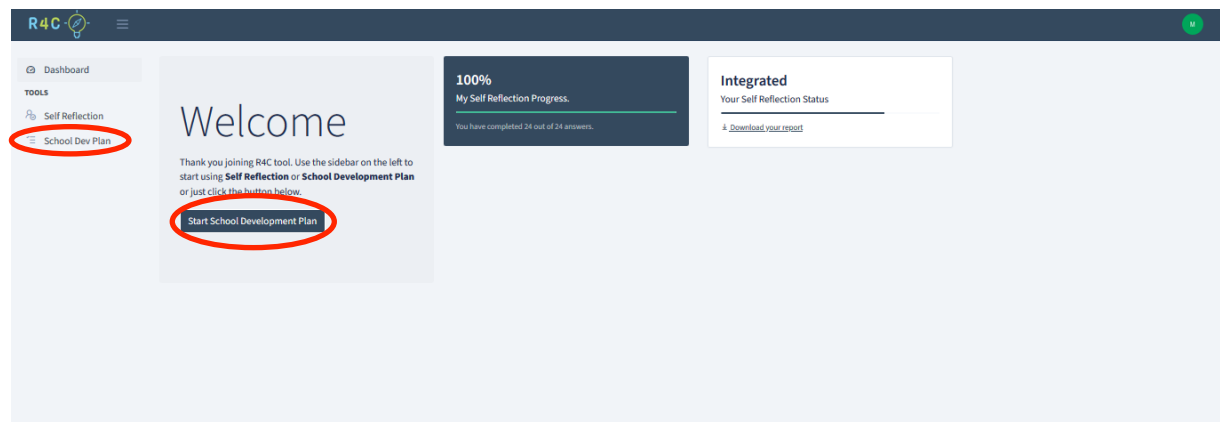 R4C
M
Dashboard
TOOLS
Self Reflection
School Dev Plan
Welcome
Thank you joining R4C tool. Use the sidebar on the left to
start using Self Reflection or School Development Plan
or just click the button below.
Start School Development Plan
100%
My Self Reflection Progress.
You have completed 24 out of 24 answers.
Integrated
Your Self Reflection Status
Download your report